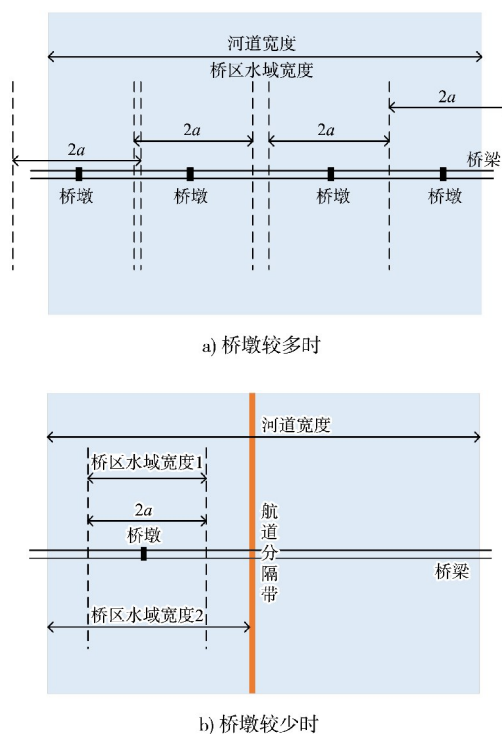 河道宽度
桥区水域宽度
2a
2a
2a
2a
桥梁
桥墩
桥墩
桥墩
桥墩
a) 桥墩较多时
河道宽度
桥区水域宽度1
2a
桥墩
航道分隔带
桥梁
桥区水域宽度2
b) 桥墩较少时